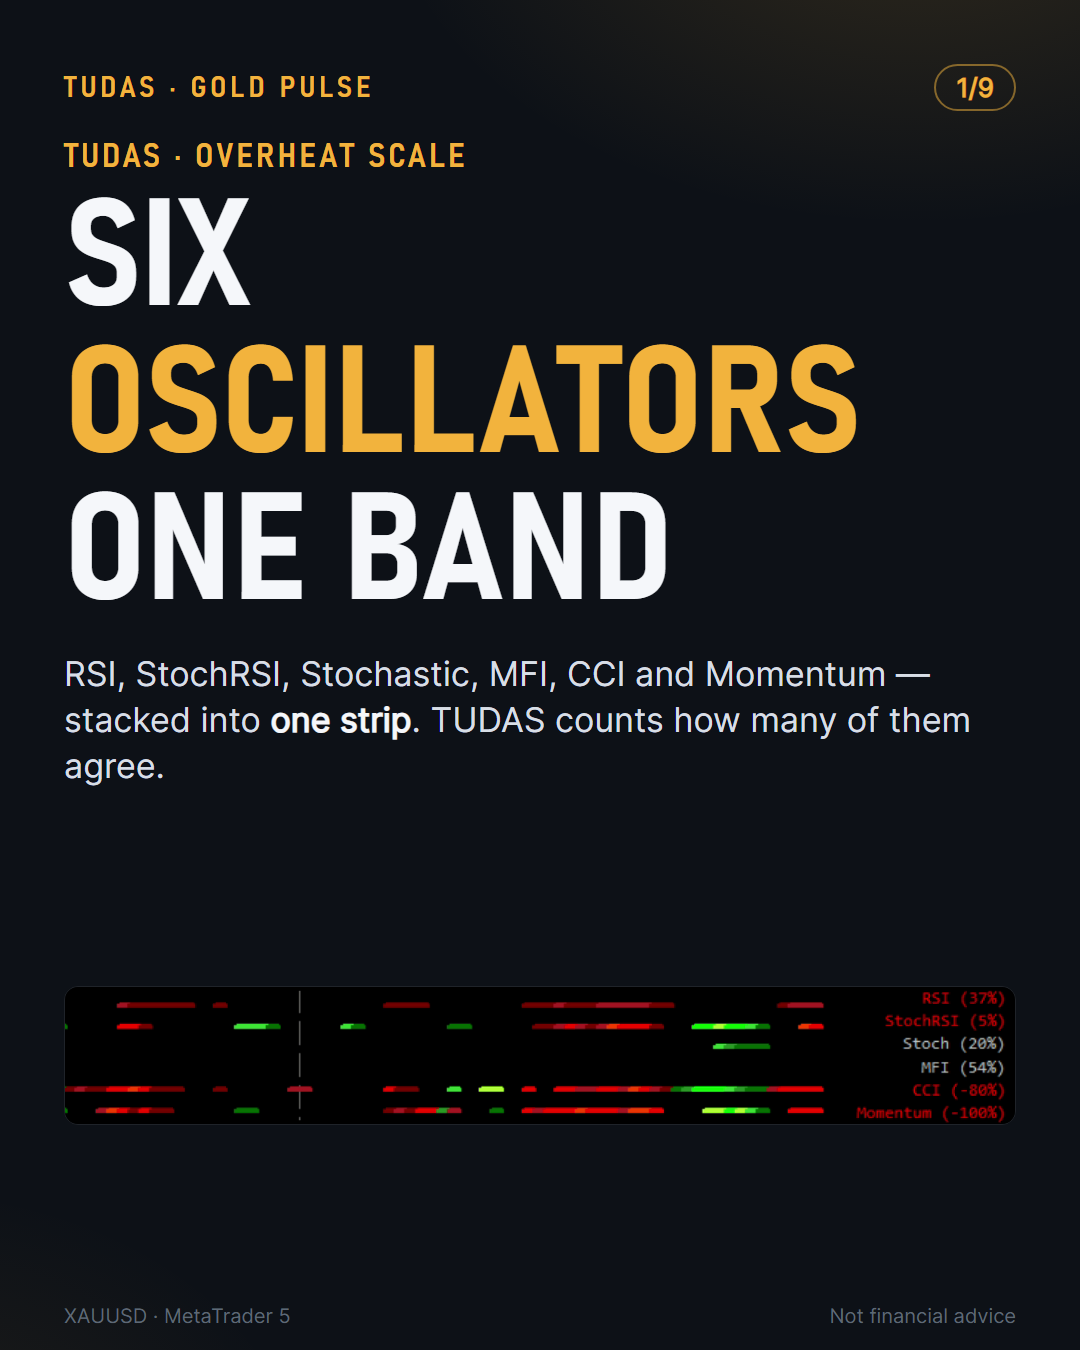 TUDAS · GOLD PULSE
1/9
TUDAS · OVERHEAT SCALE
SIX
OSCILLATORS
ONE BAND
RSI, StochRSI, Stochastic, MFI, CCI and Momentum —
stacked into one strip. TUDAS counts how many of them
agree.
RSI (37%)
StochRSI (5%)
Stoch (20%)
MFI (54%)
CCI (-80%)
Momentum (-100%)
XAUUSD · MetaTrader 5
Not financial advice